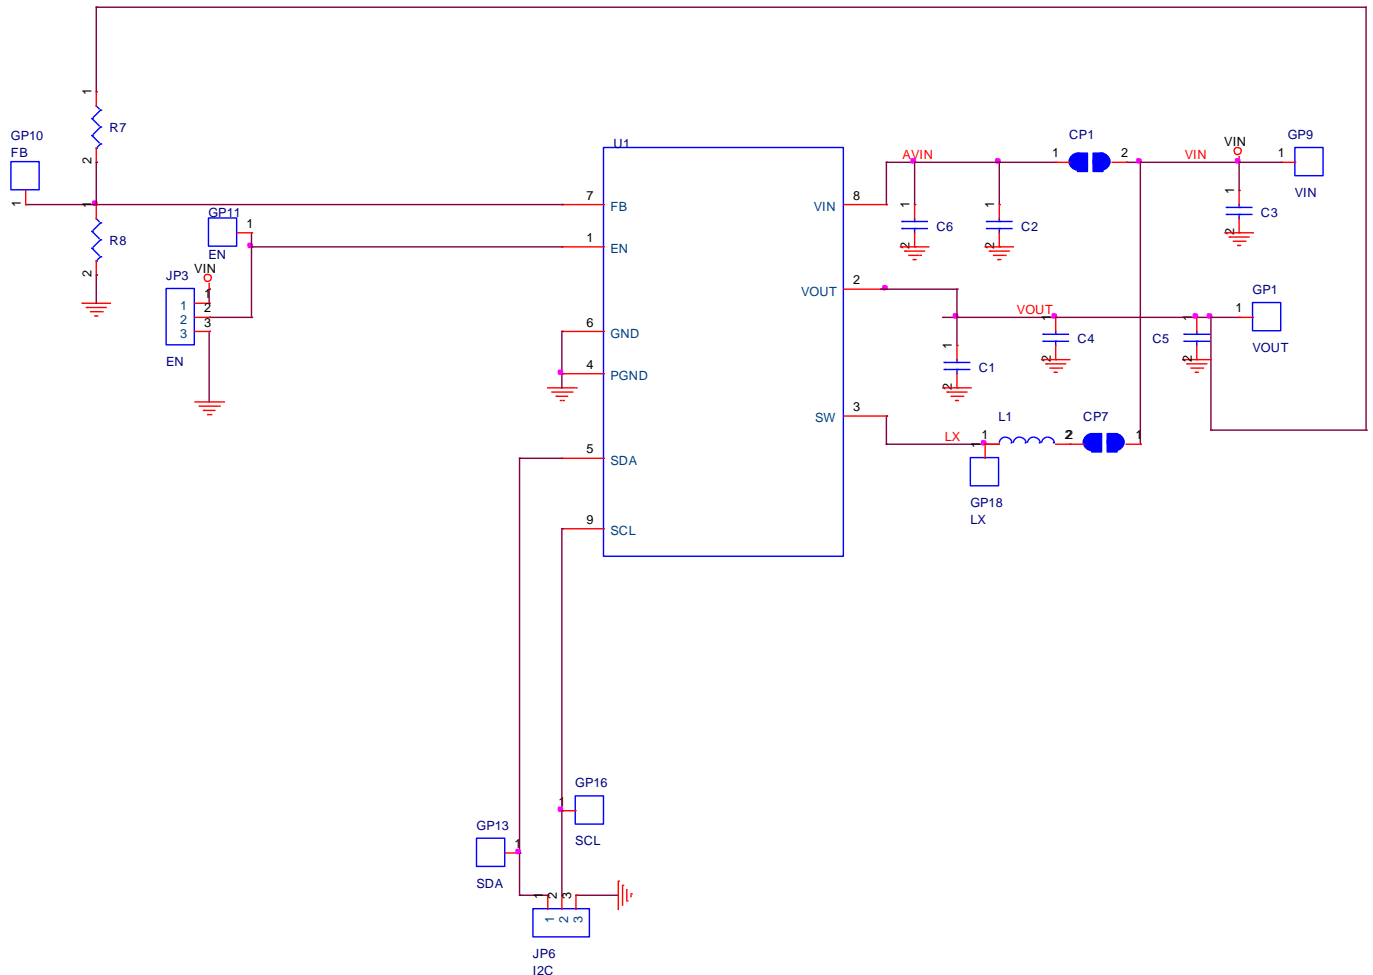 1
R7
2
GP10
FB
1
1
R8
2
GP11
1
EN
VIN
JP3
1
1
2
2
3
3
EN
U1
7
FB
1
EN
6
GND
4
PGND
5
SDA
9
SCL
VIN
8
VOUT
2
SW
3
AVIN
1
C6
2
1
C2
2
CP1
1
2
VIN
VIN
GP9
1
VIN
1
C3
2
VOUT
1
C1
2
1
C4
2
1
C5
2
GP1
1
VOUT
LX
1
L1
2
2
CP7
1
1
GP18
LX
GP16
1
SCL
GP13
1
SDA
1
2
3
1
2
3
JP6
I2C